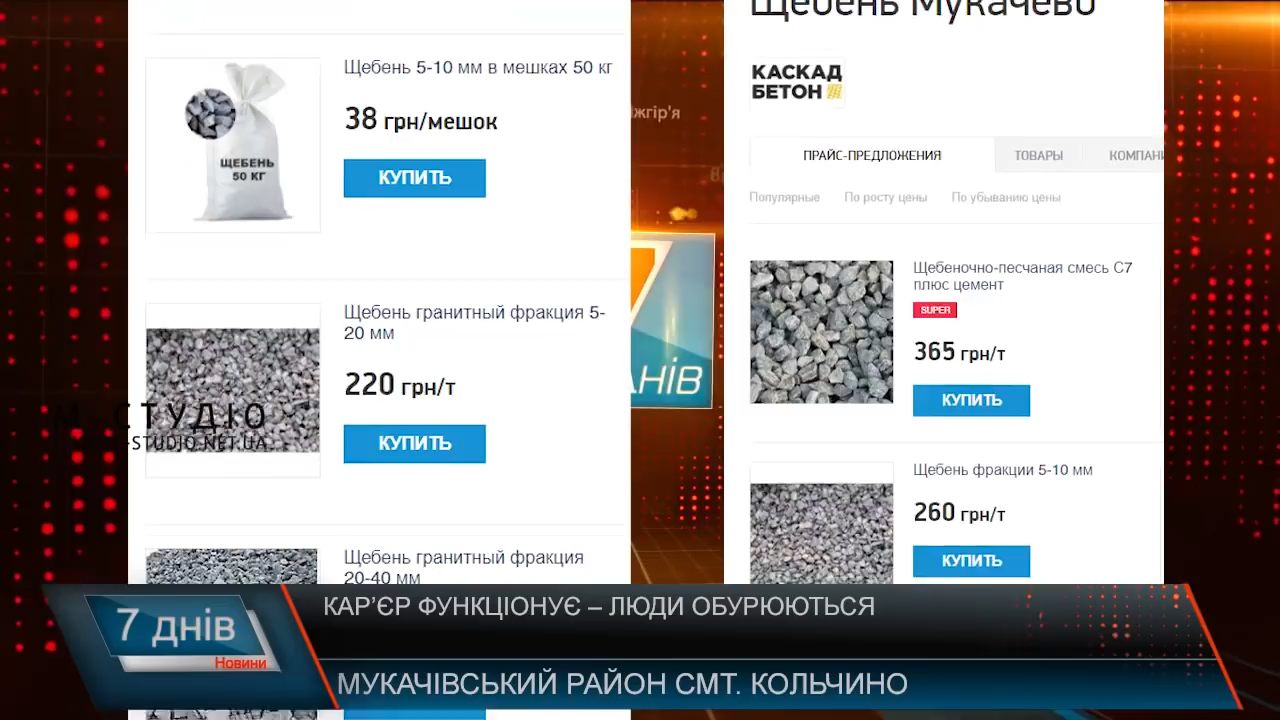 Щебень 5-10 мм в мешках 50 кг
38 грн/мешок
КУПИТЬ
ЩЕБЕНЬ
50 КГ
Щебень гранитный фракция 5-
20 мм
220 грн/т
КУПИТЬ
Щебень гранитный фракция
20-40 мм
Щебень Мукачево
КАСКАД
БЕТОН
ПРАЙС-ПРЕДЛОЖЕНИЯ
ТОВАРЫ
КОМПАНИ
Популярные
По росту цены
По убыванию цены
Щебеночно-песчаная смесь С7
плюс цемент
SUPER
365 грн/т
КУПИТЬ
Щебень фракции 5-10 мм
260 грн/т
КУПИТЬ
М-СТУДІО
-STUDIO.NET.UA
7 днів
Новини
КАР’ЄР ФУНКЦІОНУЄ – ЛЮДИ ОБУРЮЮТЬСЯ
МУКАЧІВСЬКИЙ РАЙОН СМТ. КОЛЬЧИНО